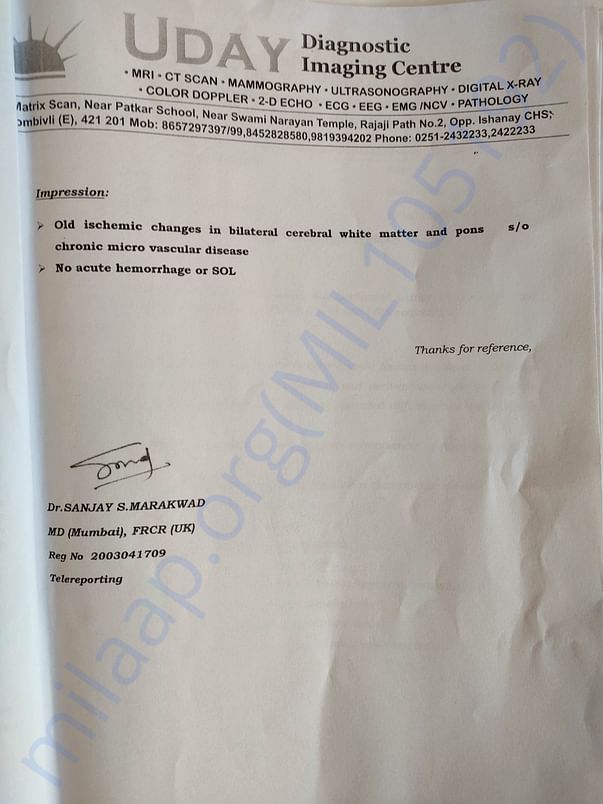 UDAY Diagnostic
Imaging Centre
• MRI • CT SCAN • MAMMOGRAPHY • ULTRASONOGRAPHY • DIGITAL X-RAY
• COLOR DOPPLER • 2-D ECHO • ECG • EEG • EMG /NCV • PATHOLOGY
Matrix Scan, Near Patkar School, Near Swami Narayan Temple, Rajaji Path No.2, Opp. Ishanay CHS;
ombivli (E), 421 201 Mob: 8657297397/99,8452828580,9819394202 Phone: 0251-2432233,2422233
Impression:
➢ Old ischemic changes in bilateral cerebral white matter and pons s/o
chronic micro vascular disease
➢ No acute hemorrhage or SOL
Thanks for reference,
Dr.SANJAY S.MARAKWAD
MD (Mumbai), FRCR (UK)
Reg No 2003041709
Telereporting